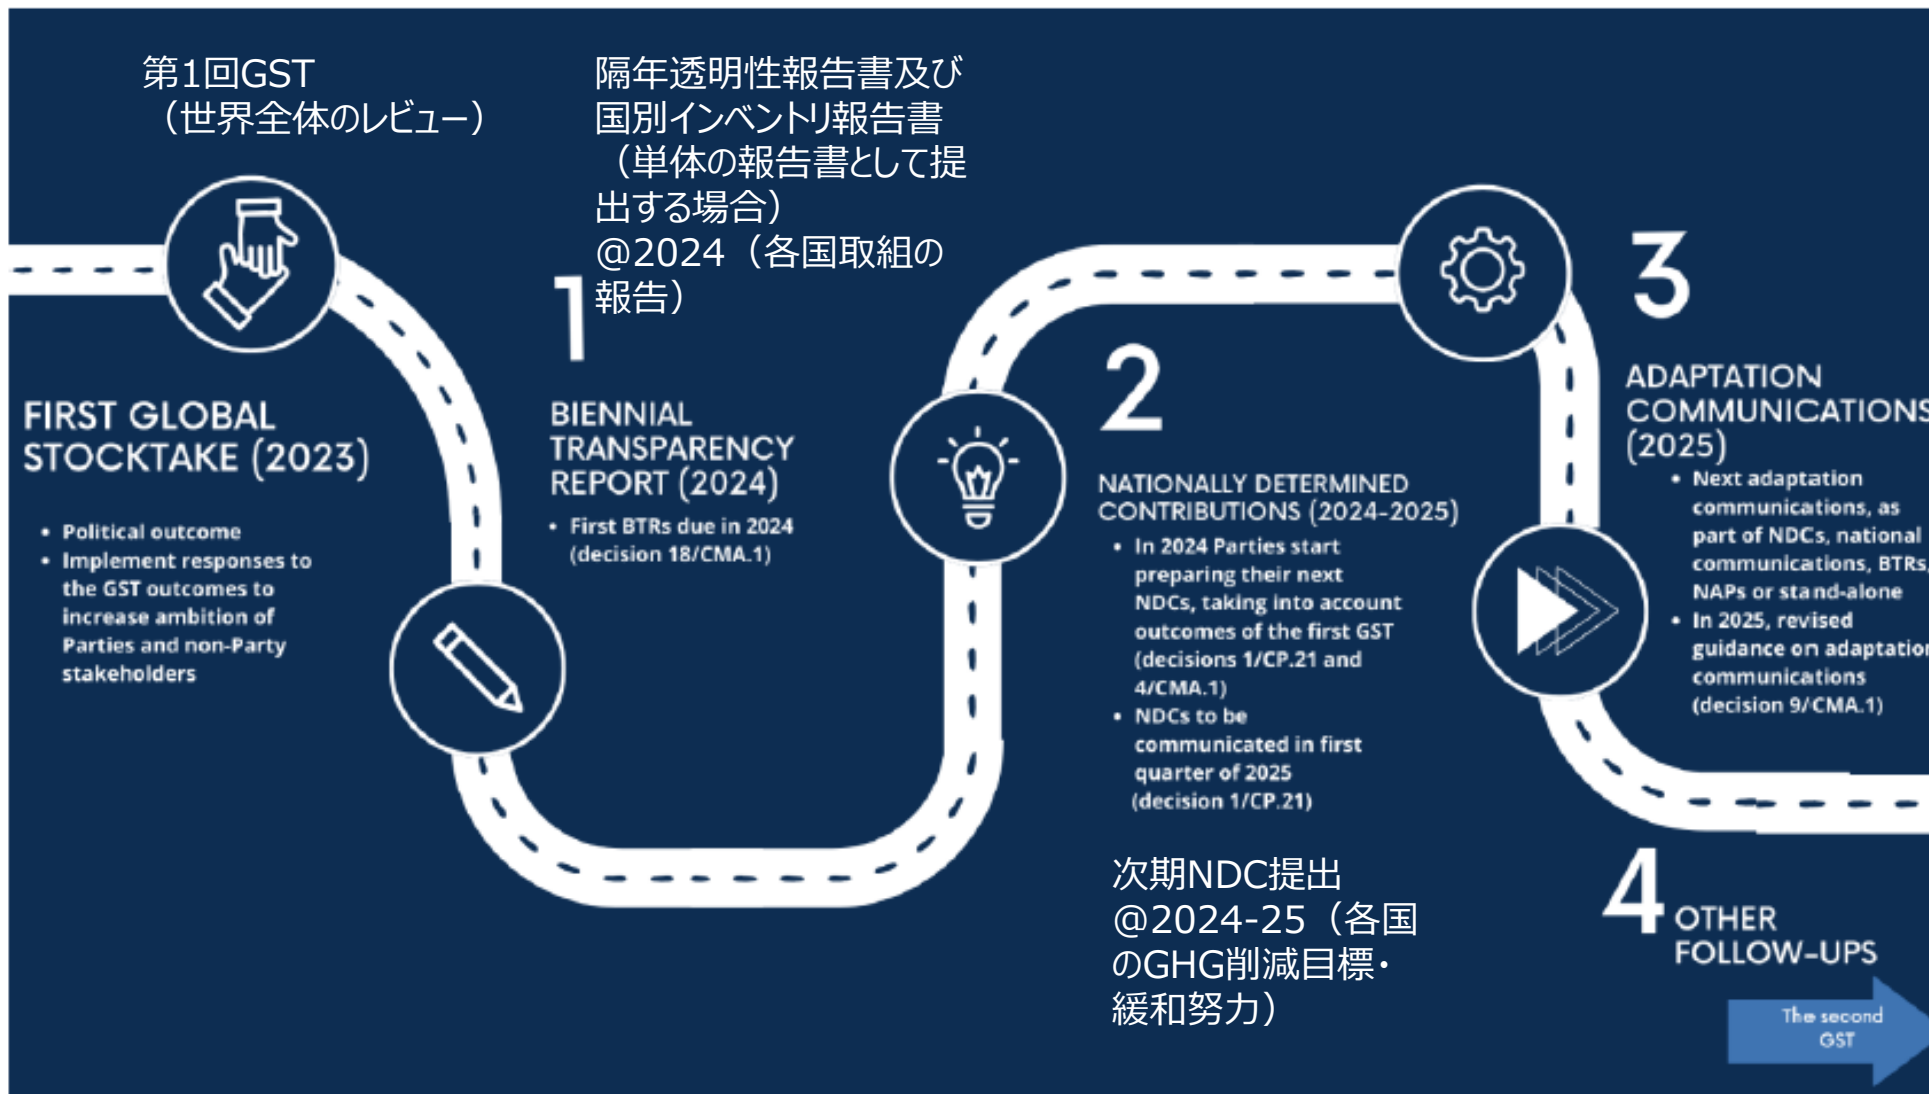 第1回GST
（世界全体のレビュー）
FIRST GLOBAL
STOCKTAKE (2023)
• Political outcome
• Implement responses to
the GST outcomes to
increase ambition of
Parties and non-Party
stakeholders
隔年透明性報告書及び
国別インベントリ報告書
（単体の報告書として提
出する場合）
@2024（各国取組の
報告）
1
BIENNIAL
TRANSPARENCY
REPORT (2024)
• First BTRs due in 2024
(decision 18/CMA.1)
2
NATIONALLY DETERMINED
CONTRIBUTIONS (2024-2025)
• In 2024 Parties start
preparing their next
NDCs, taking into account
outcomes of the first GST
(decisions 1/CP.21 and
4/CMA.1)
• NDCs to be
communicated in first
quarter of 2025
(decision 1/CP.21)
次期NDC提出
@2024-25（各国
のGHG削減目標・
緩和努力）
3
ADAPTATION
COMMUNICATIONS
(2025)
• Next adaptation
communications, as
part of NDCs, national
communications, BTRs,
NAPs or stand-alone
• In 2025, revised
guidance on adaptation
communications
(decision 9/CMA.1)
4
OTHER
FOLLOW-UPS
The second
GST